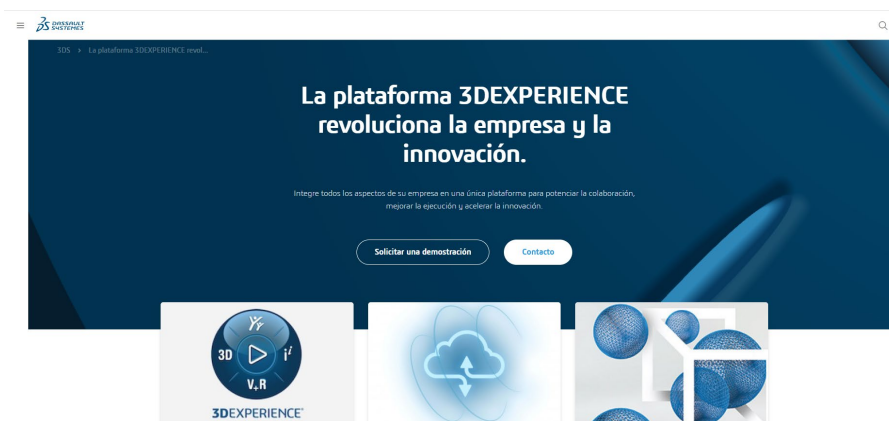 DASSAULT
SYSTEMES
3DS
La plataforma 3DEXPERIENCE revol...
La plataforma 3DEXPERIENCE
revoluciona la empresa y la
innovación.
Integre todos los aspectos de su empresa en una única plataforma para potenciar la colaboración,
mejorar la ejecución y acelerar la innovación.
Solicitar una demostración
Contacto
3D
i
V+R
3DEXPERIENCE